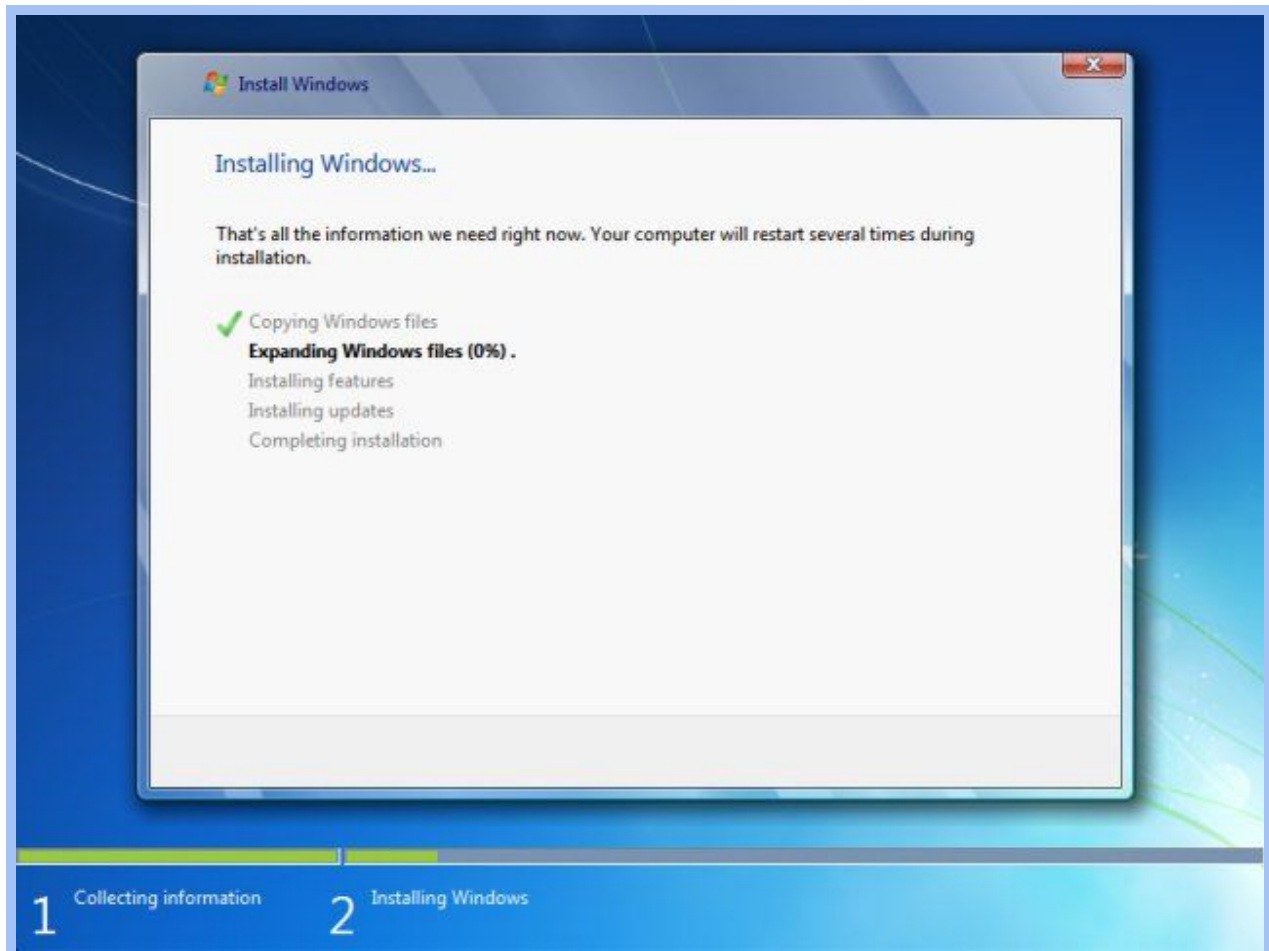 Install Windows
Installing Windows...
That's all the information we need right now. Your computer will restart several times during
installation.
Copying Windows files
Expanding Windows files (0%) .
Installing features
Installing updates
Completing installation
1 Collecting information 2 Installing Windows